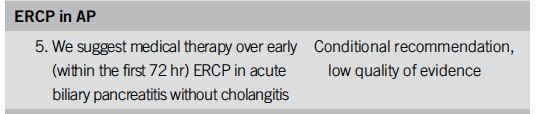 ERCP in AP
5. We suggest medical therapy over early
(within the first 72 hr) ERCP in acute
biliary pancreatitis without cholangitis
Conditional recommendation,
low quality of evidence